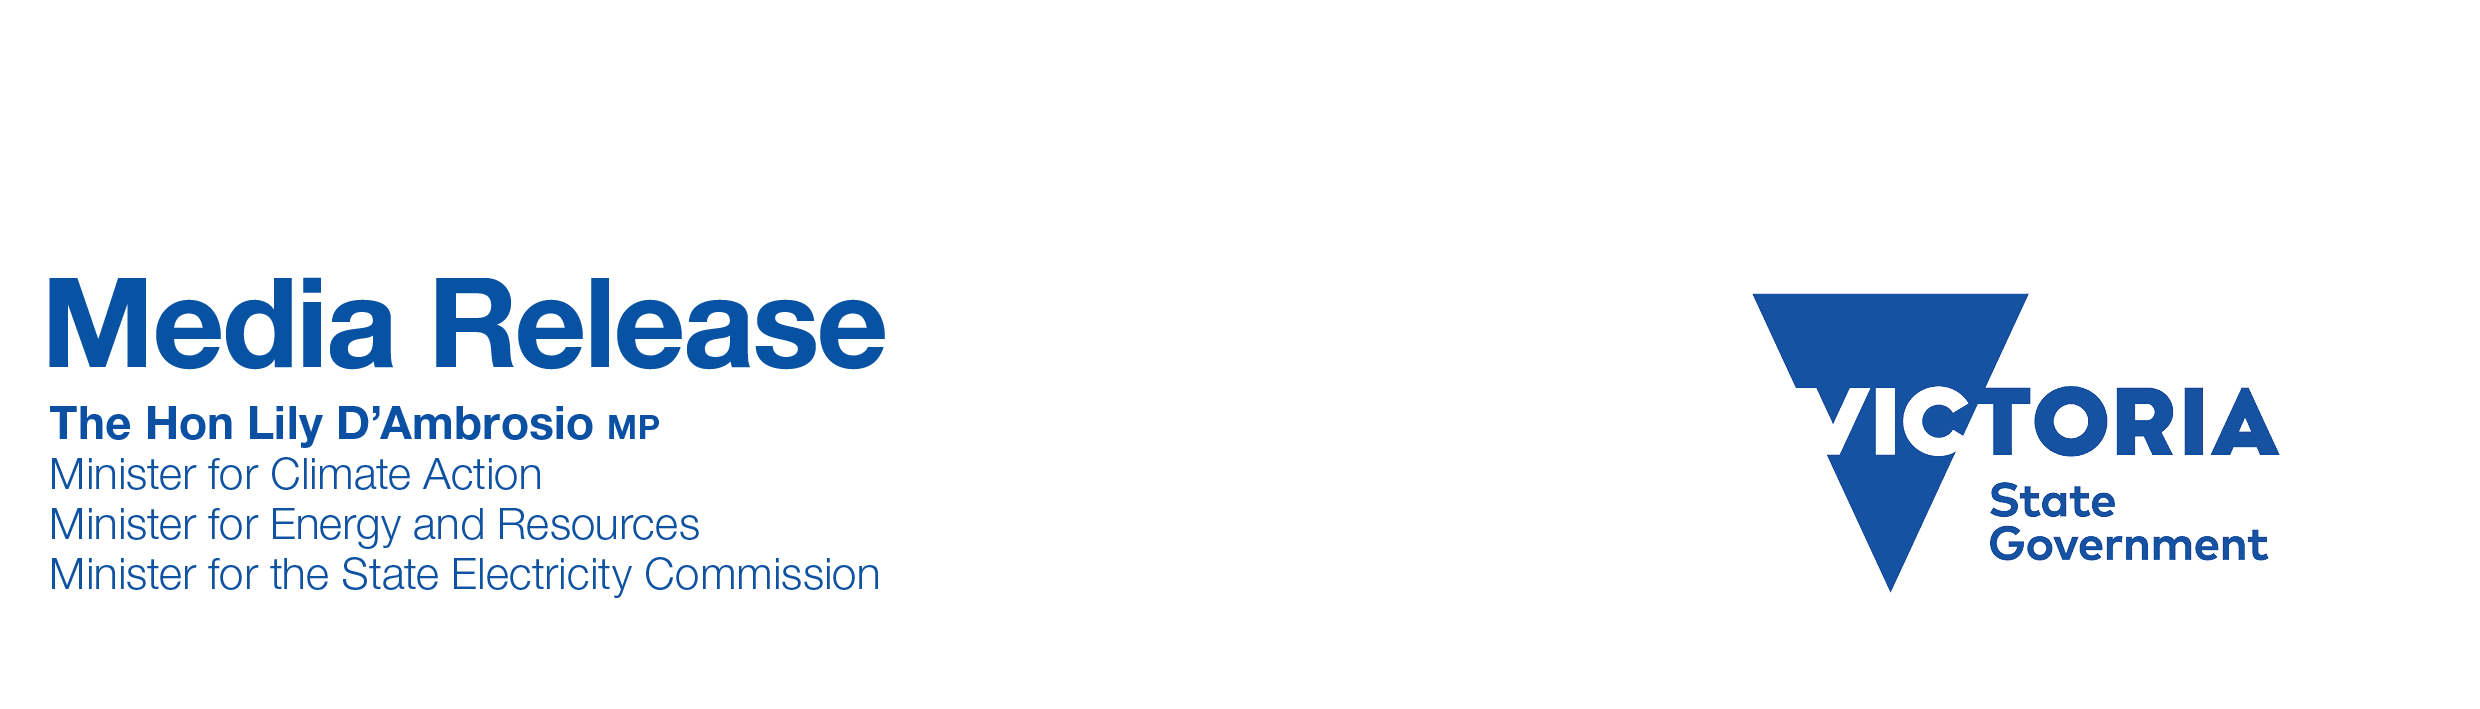 Media Release
The Hon Lily D’Ambrosio MP
Minister for Climate Action
Minister for Energy and Resources
Minister for the State Electricity Commission
VICTORIA
State
Government